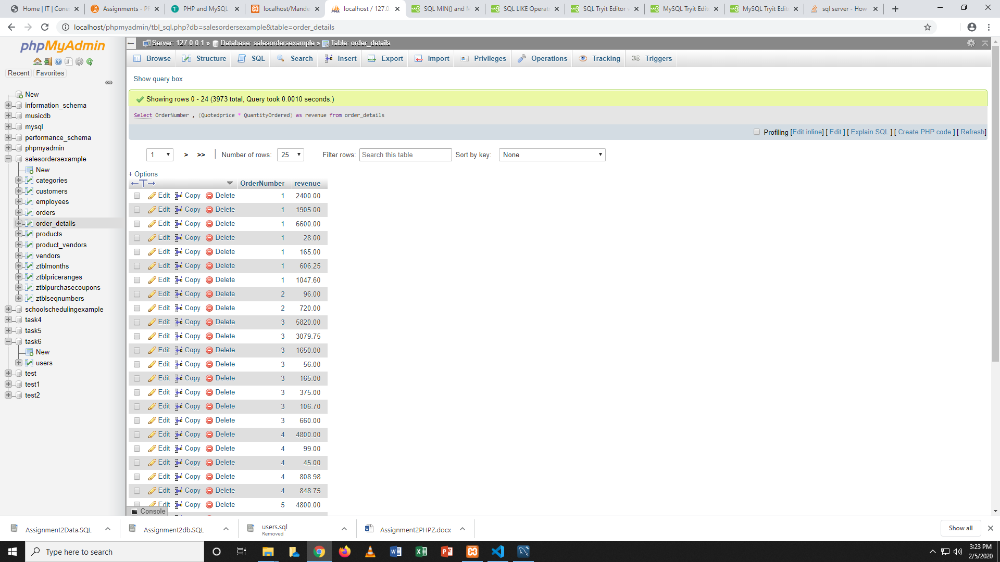 Home | IT | Cone
Assignments - PF
PHP and MySQL
localhost/Mande
localhost / 127.0
SQL MIN() and M
SQL LIKE Operat
SQL Tryit Editor v
MySQL Tryit Edit
MySQL Tryit Edit
sql server - How
localhost/phpmyadmin/tbl_sql.php?db=salesordersexample&table=order_details
phpMyAdmin
Recent Favorites
New
information_schema
musicdb
mysql
performance_schema
phpmyadmin
salesordersexample
New
categories
customers
employees
orders
order_details
products
product_vendors
vendors
ztblmonths
ztblpriceranges
ztblpurchasecoupons
ztblseqnumbers
schoolschedulingexample
task4
task5
task6
New
users
test
test1
test2
Server: 127.0.0.1 » Database: salesordersexample » Table: order_details
Browse Structure SQL Search Insert Export Import Privileges Operations Tracking Triggers
Show query box
Showing rows 0 - 24 (3973 total, Query took 0.0010 seconds.)
Select OrderNumber , (Quotedprice * QuantityOrdered) as revenue from order_details
Profiling [Edit inline] [ Edit ] [ Explain SQL ] [ Create PHP code ] [ Refresh]
1 > >> Number of rows: 25 Filter rows: Search this table Sort by key: None
+ Options
OrderNumber revenue
Edit Copy Delete 1 2400.00
Edit Copy Delete 1 1905.00
Edit Copy Delete 1 6600.00
Edit Copy Delete 1 28.00
Edit Copy Delete 1 165.00
Edit Copy Delete 1 606.25
Edit Copy Delete 1 1047.60
Edit Copy Delete 2 96.00
Edit Copy Delete 2 720.00
Edit Copy Delete 3 5820.00
Edit Copy Delete 3 3079.75
Edit Copy Delete 3 1650.00
Edit Copy Delete 3 56.00
Edit Copy Delete 3 165.00
Edit Copy Delete 3 375.00
Edit Copy Delete 3 106.70
Edit Copy Delete 3 660.00
Edit Copy Delete 4 4800.00
Edit Copy Delete 4 99.00
Edit Copy Delete 4 45.00
Edit Copy Delete 4 808.98
Edit Copy Delete 4 848.75
Edit Copy Delete 5 4800.00
Console
Assignment2Data.SQL
Assignment2db.SQL
users.sql
Removed
Assignment2PHPZ.docx
Show all
Type here to search
3:23 PM
2/5/2020